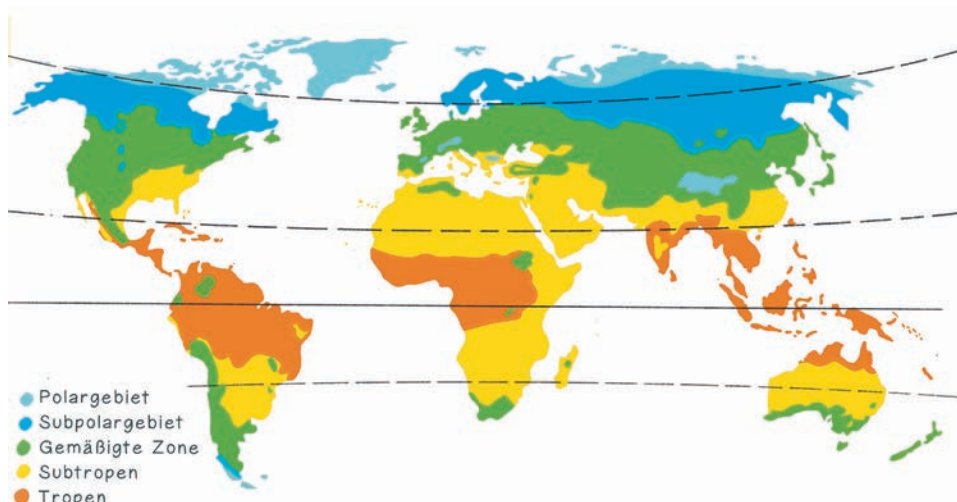 Polargebiet
Subpolargebiet
Gemäßigte Zone
Subtropen
Tropen